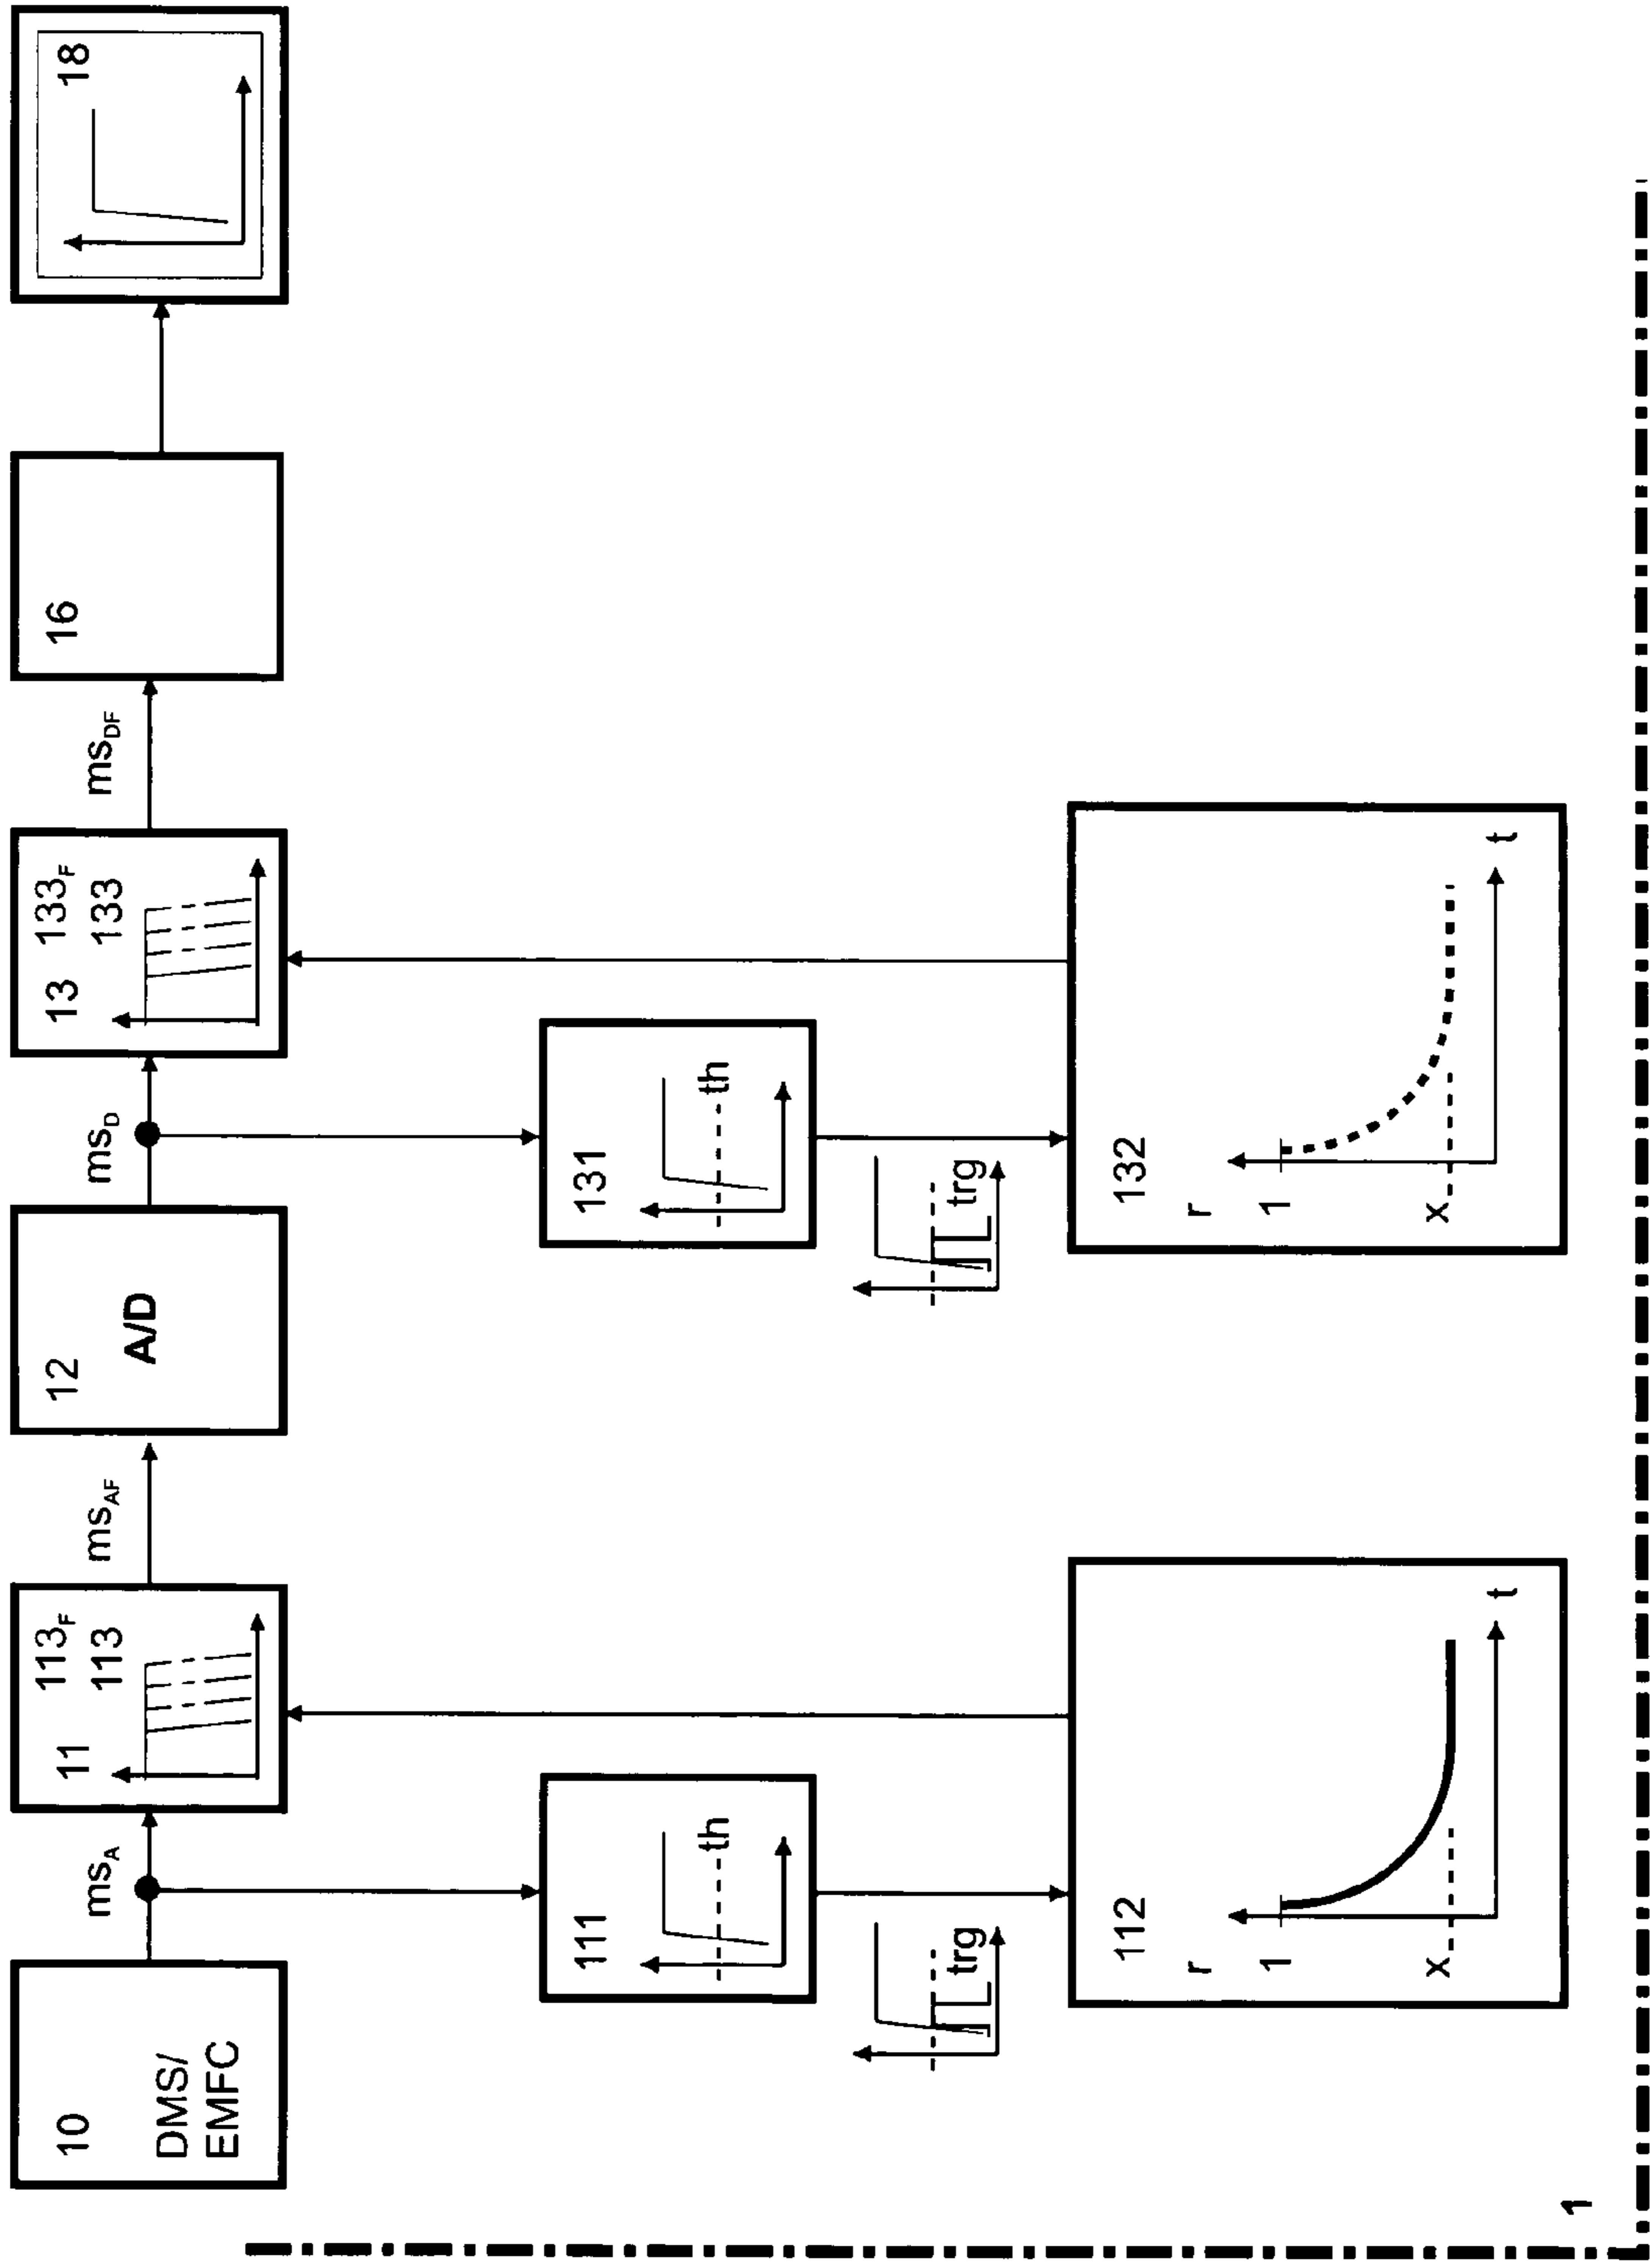 10
DMS/
EMFC
ms_A
11 113_F
113
ms_AF
12
A/D
ms_D
13 133_F
133
ms_DF
16
18
111
th
131
th
trg
trg
112
r
1
x
t
132
r
1
x
t
1